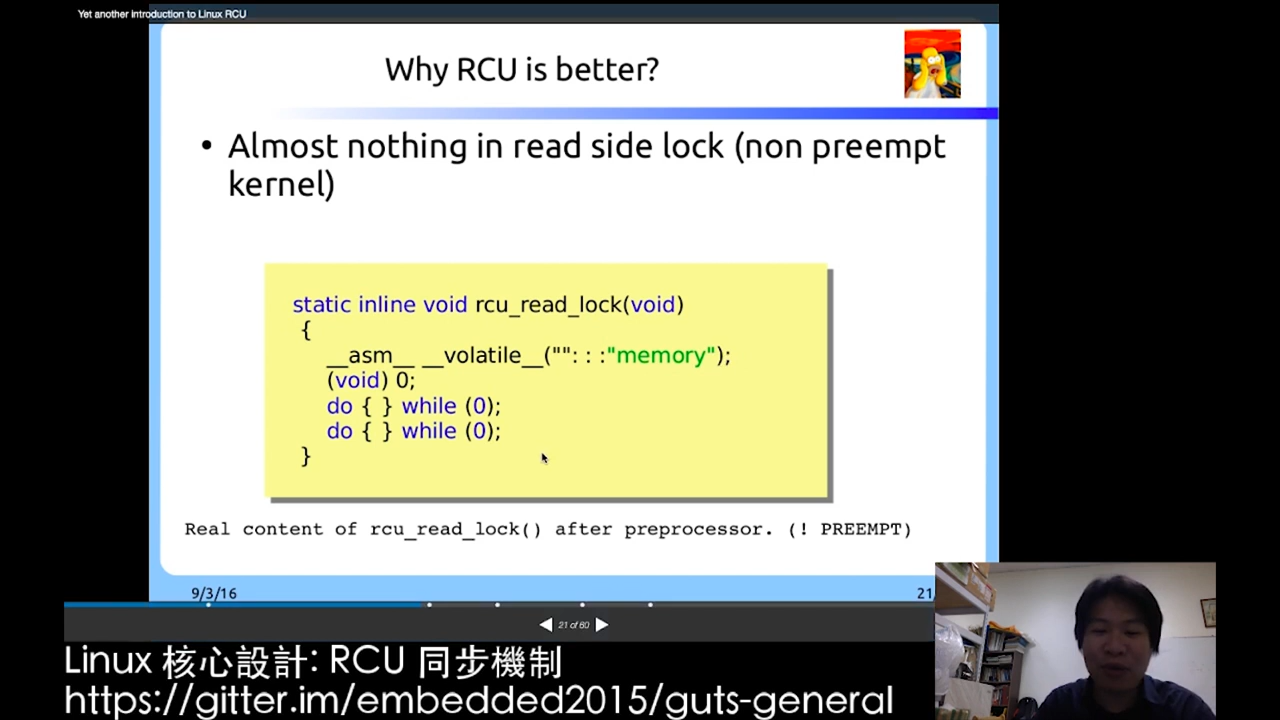 Yet another introduction to Linux RCU
Why RCU is better?
• Almost nothing in read side lock (non preempt
kernel)
static inline void rcu_read_lock(void)
{
__asm__ __volatile__("": : :"memory");
(void) 0;
do { } while (0);
do { } while (0);
}
Real content of rcu_read_lock() after preprocessor. (! PREEMPT)
9/3/16
21
21 of 60
Linux 核心設計: RCU 同步機制
https://gitter.im/embedded2015/guts-general